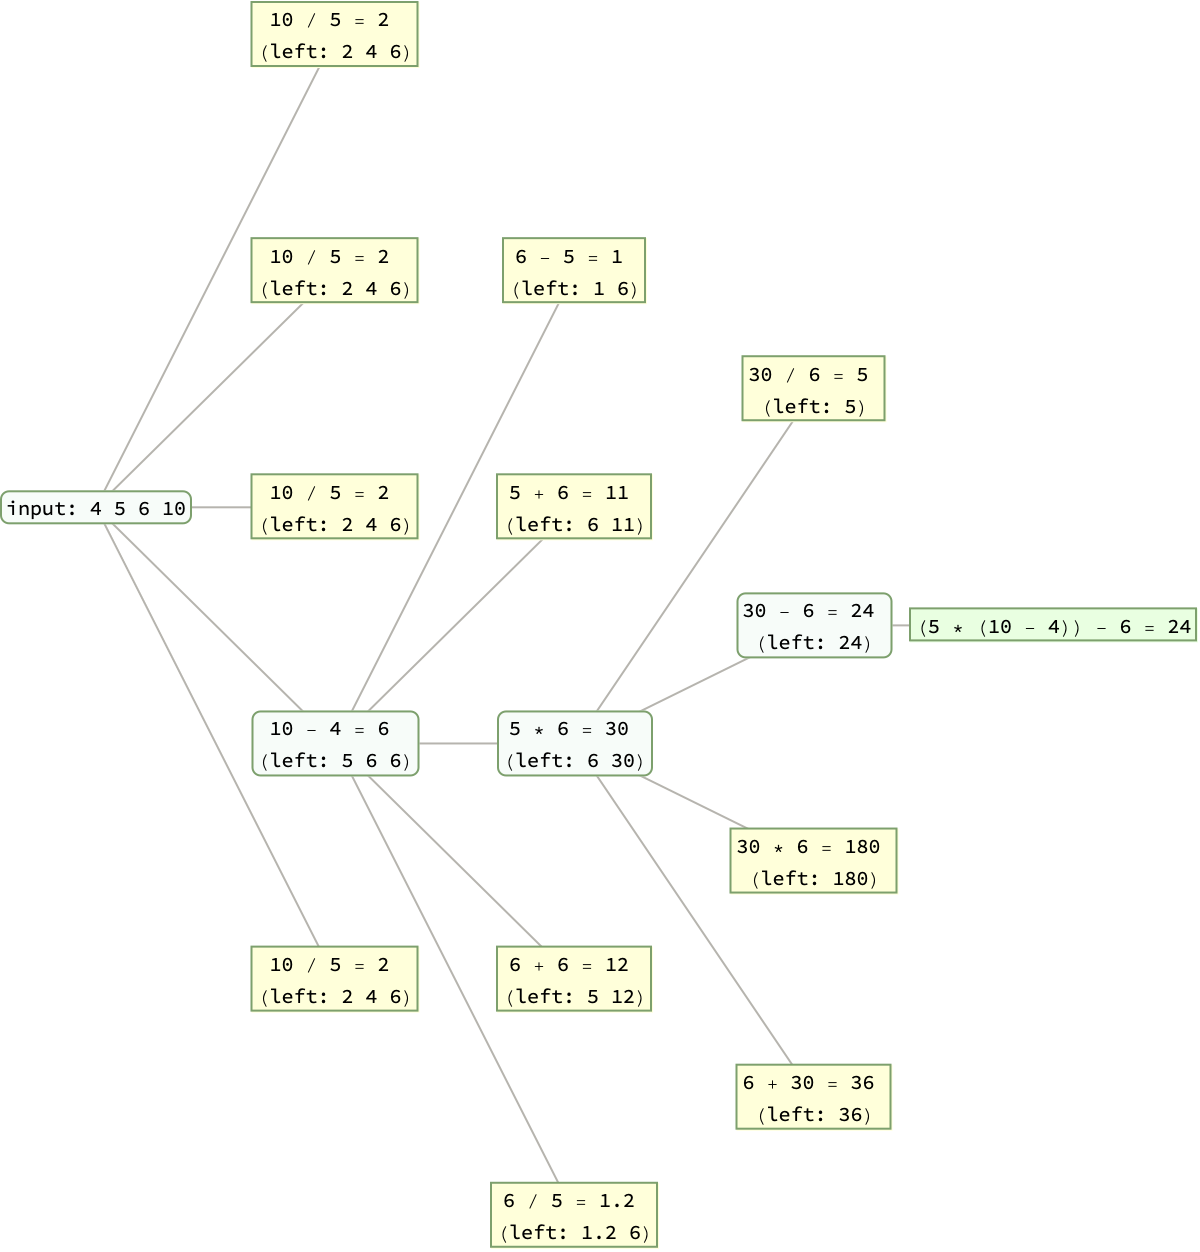 10 / 5 = 2
(left: 2 4 6)
10 / 5 = 2
(left: 2 4 6)
6 - 5 = 1
(left: 1 6)
30 / 6 = 5
(left: 5)
input: 4 5 6 10
10 / 5 = 2
(left: 2 4 6)
5 + 6 = 11
(left: 6 11)
30 - 6 = 24
(left: 24)
(5 * (10 - 4)) - 6 = 24
10 - 4 = 6
(left: 5 6 6)
5 * 6 = 30
(left: 6 30)
30 * 6 = 180
(left: 180)
10 / 5 = 2
(left: 2 4 6)
6 + 6 = 12
(left: 5 12)
6 + 30 = 36
(left: 36)
6 / 5 = 1.2
(left: 1.2 6)